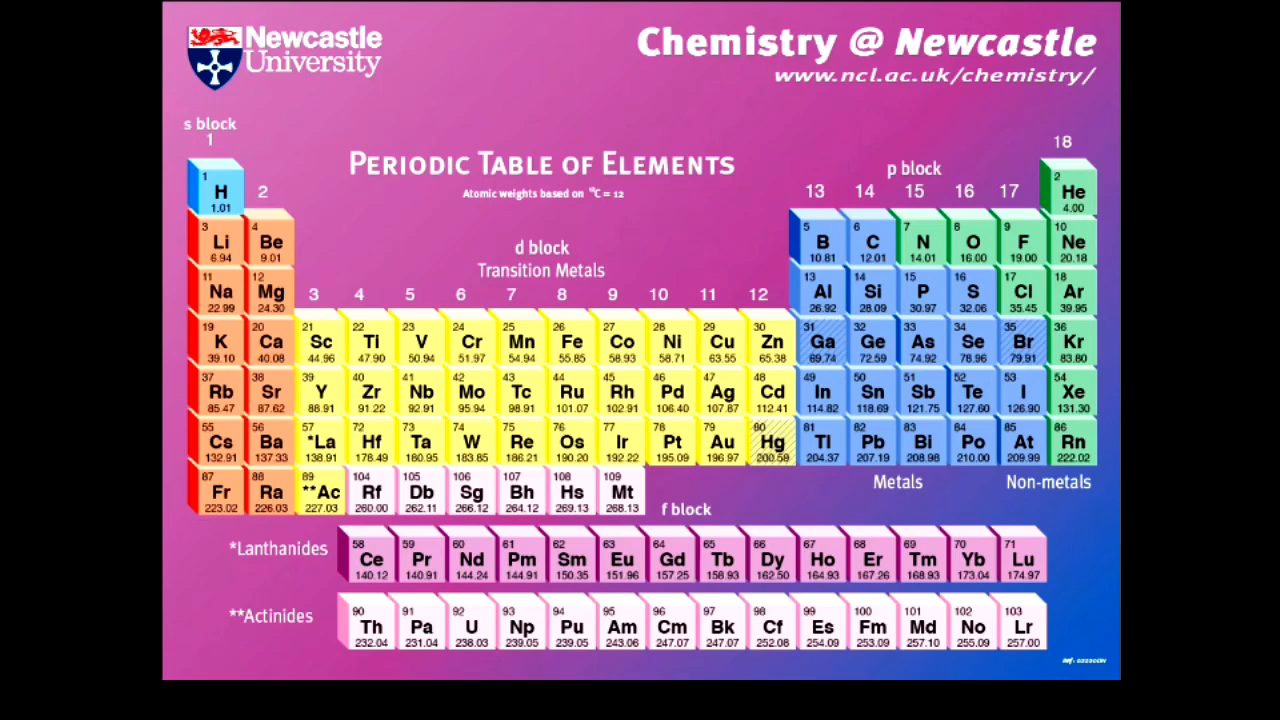 Newcastle
University
Chemistry @ Newcastle
www.ncl.ac.uk/chemistry/
s block
1
18
PERIODIC TABLE OF ELEMENTS
Atomic weights based on ¹²C = 12
p block
2
13 14 15 16 17
d block
Transition Metals
3 4 5 6 7 8 9 10 11 12
1 H 1.01
2 He 4.00
3 Li 6.94
4 Be 9.01
5 B 10.81
6 C 12.01
7 N 14.01
8 O 16.00
9 F 19.00
10 Ne 20.18
11 Na 22.99
12 Mg 24.30
13 Al 26.92
14 Si 28.09
15 P 30.97
16 S 32.06
17 Cl 35.45
18 Ar 39.95
19 K 39.10
20 Ca 40.08
21 Sc 44.96
22 Ti 47.90
23 V 50.94
24 Cr 51.97
25 Mn 54.94
26 Fe 55.85
27 Co 58.93
28 Ni 58.71
29 Cu 63.55
30 Zn 65.38
31 Ga 69.74
32 Ge 72.59
33 As 74.92
34 Se 78.96
35 Br 79.91
36 Kr 83.80
37 Rb 85.47
38 Sr 87.62
39 Y 88.91
40 Zr 91.22
41 Nb 92.91
42 Mo 95.94
43 Tc 98.91
44 Ru 101.07
45 Rh 102.91
46 Pd 106.40
47 Ag 107.87
48 Cd 112.41
49 In 114.82
50 Sn 118.69
51 Sb 121.75
52 Te 127.60
53 I 126.90
54 Xe 131.30
55 Cs 132.91
56 Ba 137.33
57 *La 138.91
72 Hf 178.49
73 Ta 180.95
74 W 183.85
75 Re 186.21
76 Os 190.20
77 Ir 192.22
78 Pt 195.09
79 Au 196.97
80 Hg 200.59
81 Tl 204.37
82 Pb 207.19
83 Bi 208.98
84 Po 210.00
85 At 209.99
86 Rn 222.02
87 Fr 223.02
88 Ra 226.03
89 **Ac 227.03
104 Rf 260.00
105 Db 262.11
106 Sg 266.12
107 Bh 264.12
108 Hs 269.13
109 Mt 268.13
Metals
Non-metals
f block
*Lanthanides
58 Ce 140.12
59 Pr 140.91
60 Nd 144.24
61 Pm 144.91
62 Sm 150.35
63 Eu 151.96
64 Gd 157.25
65 Tb 158.93
66 Dy 162.50
67 Ho 164.93
68 Er 167.26
69 Tm 168.93
70 Yb 173.04
71 Lu 174.97
**Actinides
90 Th 232.04
91 Pa 231.04
92 U 238.03
93 Np 239.05
94 Pu 239.05
95 Am 243.06
96 Cm 247.07
97 Bk 247.07
98 Cf 252.08
99 Es 254.09
100 Fm 253.09
101 Md 257.10
102 No 255.09
103 Lr 257.00